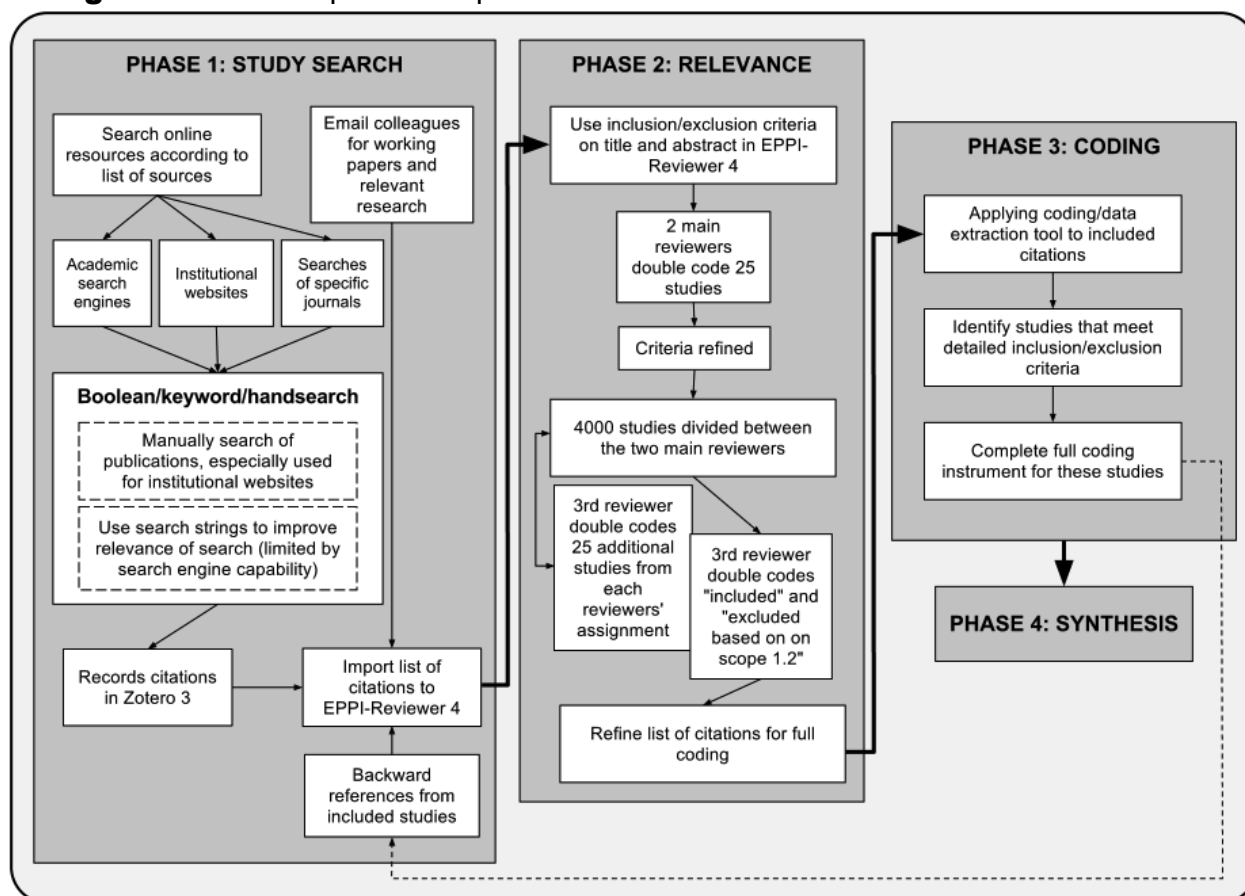 PHASE 1: STUDY SEARCH
Search online
resources according to
list of sources
Email colleagues
for working
papers and
relevant
research
Academic
search
engines
Institutional
websites
Searches
of specific
journals
Boolean/keyword/handsearch
Manually search of
publications, especially used
for institutional websites
Use search strings to improve
relevance of search (limited by
search engine capability)
Records citations
in Zotero 3
Import list of
citations to
EPPI-Reviewer 4
Backward
references from
included studies
PHASE 2: RELEVANCE
Use inclusion/exclusion criteria
on title and abstract in EPPI-
Reviewer 4
2 main
reviewers
double code 25
studies
Criteria refined
4000 studies divided between
the two main reviewers
3rd reviewer
double codes
25 additional
studies from
each
reviewers'
assignment
3rd reviewer
double codes
"included" and
"excluded
based on on
scope 1.2"
Refine list of citations for full
coding
PHASE 3: CODING
Applying coding/data
extraction tool to included
citations
Identify studies that meet
detailed inclusion/exclusion
criteria
Complete full coding
instrument for these studies
PHASE 4: SYNTHESIS